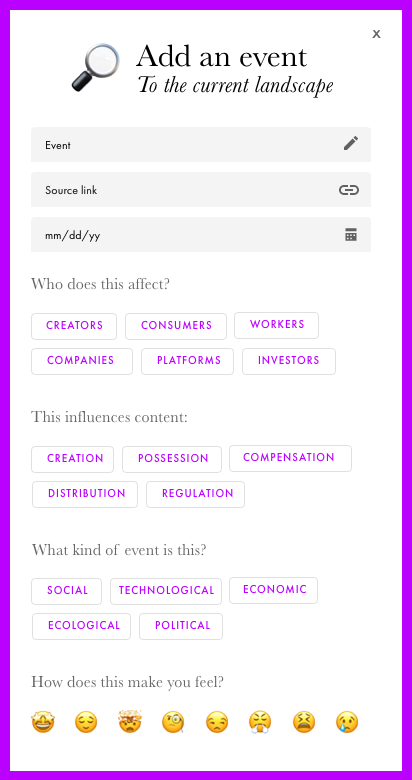 x
Add an event
To the current landscape
Event
Source link
mm/dd/yy
Who does this affect?
CREATORS CONSUMERS WORKERS
COMPANIES PLATFORMS INVESTORS
This influences content:
CREATION POSSESSION COMPENSATION
DISTRIBUTION REGULATION
What kind of event is this?
SOCIAL TECHNOLOGICAL ECONOMIC
ECOLOGICAL POLITICAL
How does this make you feel?